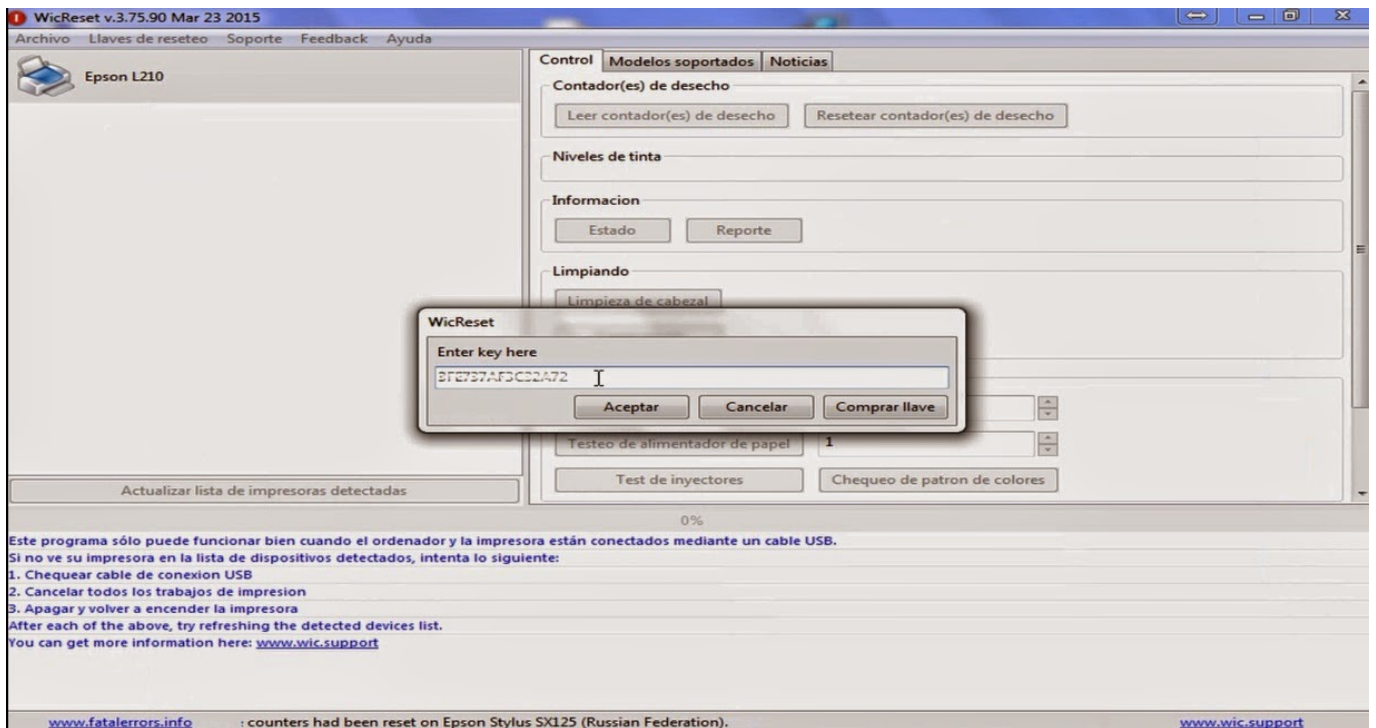 WicReset v.3.75.90 Mar 23 2015
Archivo Llaves de reseteo Soporte Feedback Ayuda
Epson L210
Control Modelos soportados Noticias
Contador(es) de desecho
Leer contador(es) de desecho Resetear contador(es) de desecho
Niveles de tinta
Informacion
Estado Reporte
Limpiando
Limpieza de cabezal
WicReset
Enter key here
Aceptar Cancelar Comprar llave
Testeo de alimentador de papel 1
Test de inyectores Chequeo de patron de colores
Actualizar lista de impresoras detectadas
0%
Este programa sólo puede funcionar bien cuando el ordenador y la impresora están conectados mediante un cable USB.
Si no ve su impresora en la lista de dispositivos detectados, intenta lo siguiente:
1. Chequear cable de conexion USB
2. Cancelar todos los trabajos de impresion
3. Apagar y volver a encender la impresora
After each of the above, try refreshing the detected devices list.
You can get more information here: www.wic.support
www.fatalerrors.info : counters had been reset on Epson Stylus SX125 (Russian Federation). www.wic.support